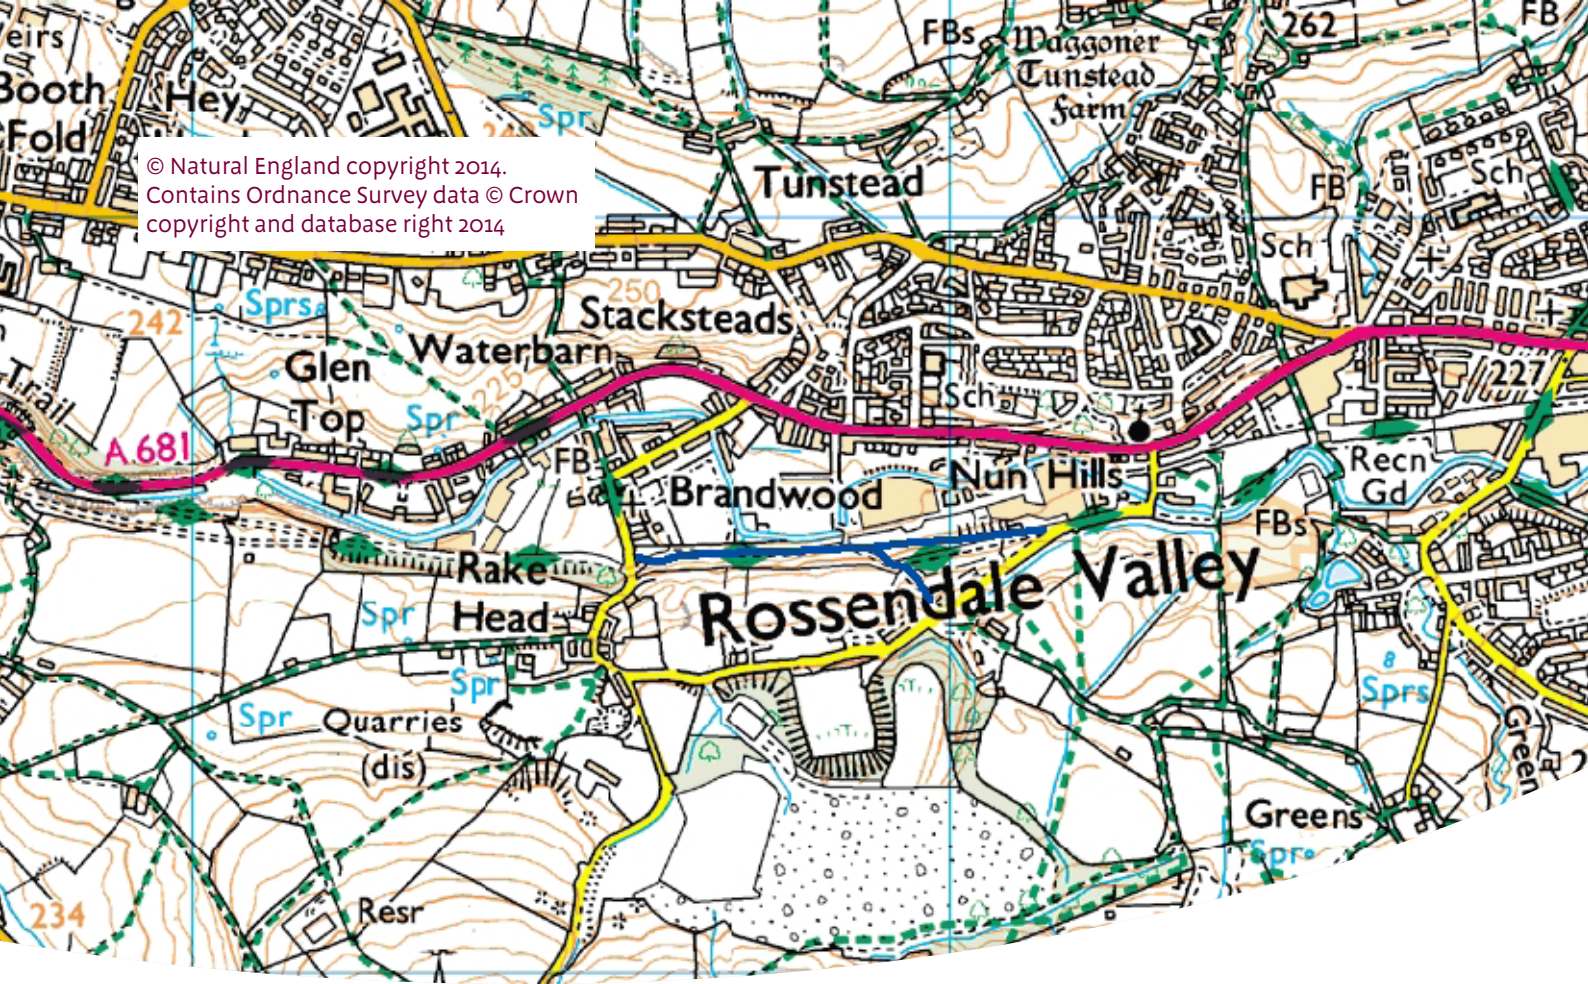 FBs
Waggoner
Tunstead
Farm
262
FB
eirs
Booth
Fold
Hey
Spr
© Natural England copyright 2014.
Contains Ordnance Survey data © Crown
copyright and database right 2014
Tunstead
FB
Sch
Sch
Sprs
250
Stacksteads
242
Waterbarn
Glen
Top
225
Spr
Trail
A 681
Sch
227
FB
Brandwood
Nun Hills
Recn
Gd
FBs
Rake
Head
Spr
Rossendale Valley
Spr
Spr
Quarries
(dis)
Sprs
Green
Greens
Spr
Resr
234